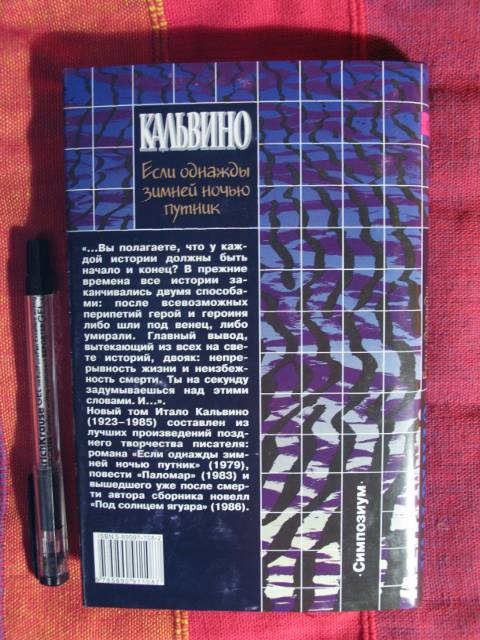 КАЛЬВИНО
Если однажды
зимней ночью
путник
«...Вы полагаете, что у каж-
дой истории должны быть
начало и конец? В прежние
времена все истории за-
канчивались двумя способа-
ми: после всевозможных
перипетий герой и героиня
либо шли под венец, либо
умирали. Главный вывод,
вытекающий из всех на све-
те историй, двояк: непре-
рывность жизни и неизбеж-
ность смерти. Ты на секунду
задумываешься над этими
словами. И...».
Новый том Итало Кальвино
(1923–1985) составлен из
лучших произведений позд-
него творчества писателя:
романа «Если однажды зим-
ней ночью путник» (1979),
повести «Паломар» (1983) и
вышедшего уже после смер-
ти автора сборника новелл
«Под солнцем ягуара» (1986).
·Симпозиум·